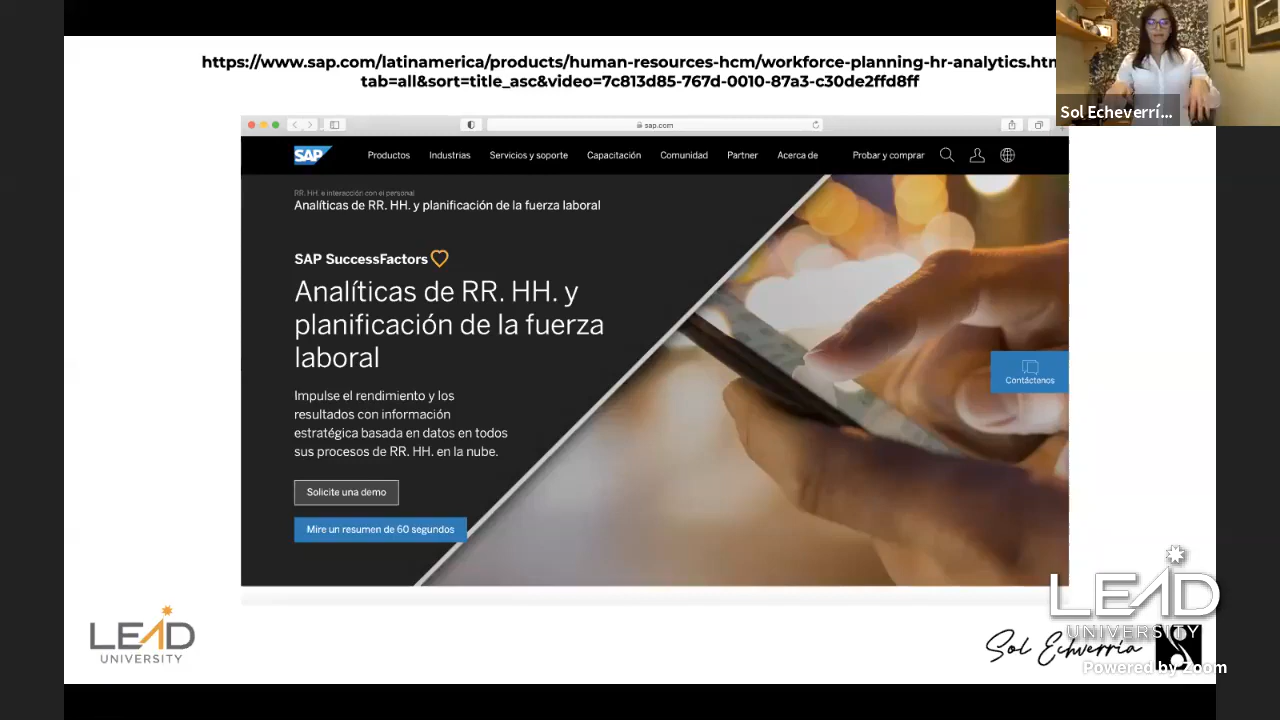 https://www.sap.com/latinamerica/products/human-resources-hcm/workforce-planning-hr-analytics.htm
tab=all&sort=title_asc&video=7c813d85-767d-0010-87a3-c30de2ffd8ff
Sol Echeverrí...
sap.com
SAP
Productos
Industrias
Servicios y soporte
Capacitación
Comunidad
Partner
Acerca de
Probar y comprar
RR. HH. e interacción con el personal
Analíticas de RR. HH. y planificación de la fuerza laboral
SAP SuccessFactors
Analíticas de RR. HH. y
planificación de la fuerza
laboral
Impulse el rendimiento y los
resultados con información
estratégica basada en datos en todos
sus procesos de RR. HH. en la nube.
Contáctanos
Solicite una demo
Mire un resumen de 60 segundos
LEAD
UNIVERSITY
LEAD
UNIVERSITY
Sol Echverría
Powered by Zoom